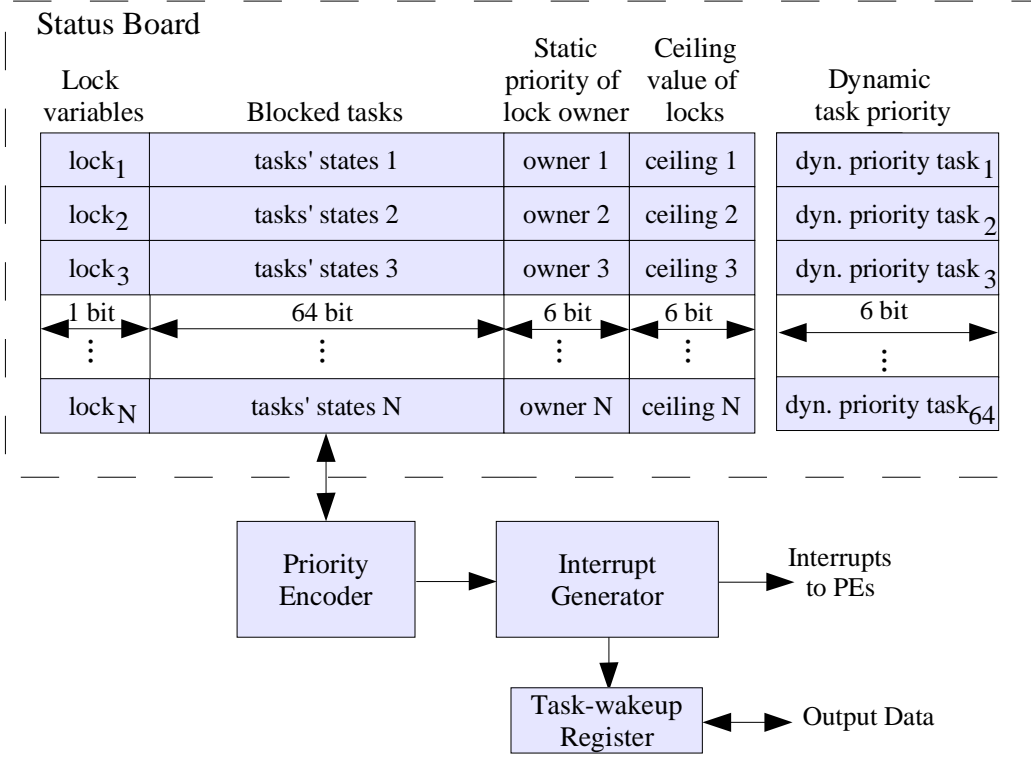 Status Board
Lock variables
Blocked tasks
Static priority of lock owner
Ceiling value of locks
Dynamic task priority
lock1 tasks' states 1 owner 1 ceiling 1 dyn. priority task1
lock2 tasks' states 2 owner 2 ceiling 2 dyn. priority task2
lock3 tasks' states 3 owner 3 ceiling 3 dyn. priority task3
1 bit 64 bit 6 bit 6 bit 6 bit
⋮ ⋮ ⋮ ⋮ ⋮
lockN tasks' states N owner N ceiling N dyn. priority task64
Priority
Encoder
Interrupt
Generator
Interrupts
to PEs
Task-wakeup
Register
Output Data